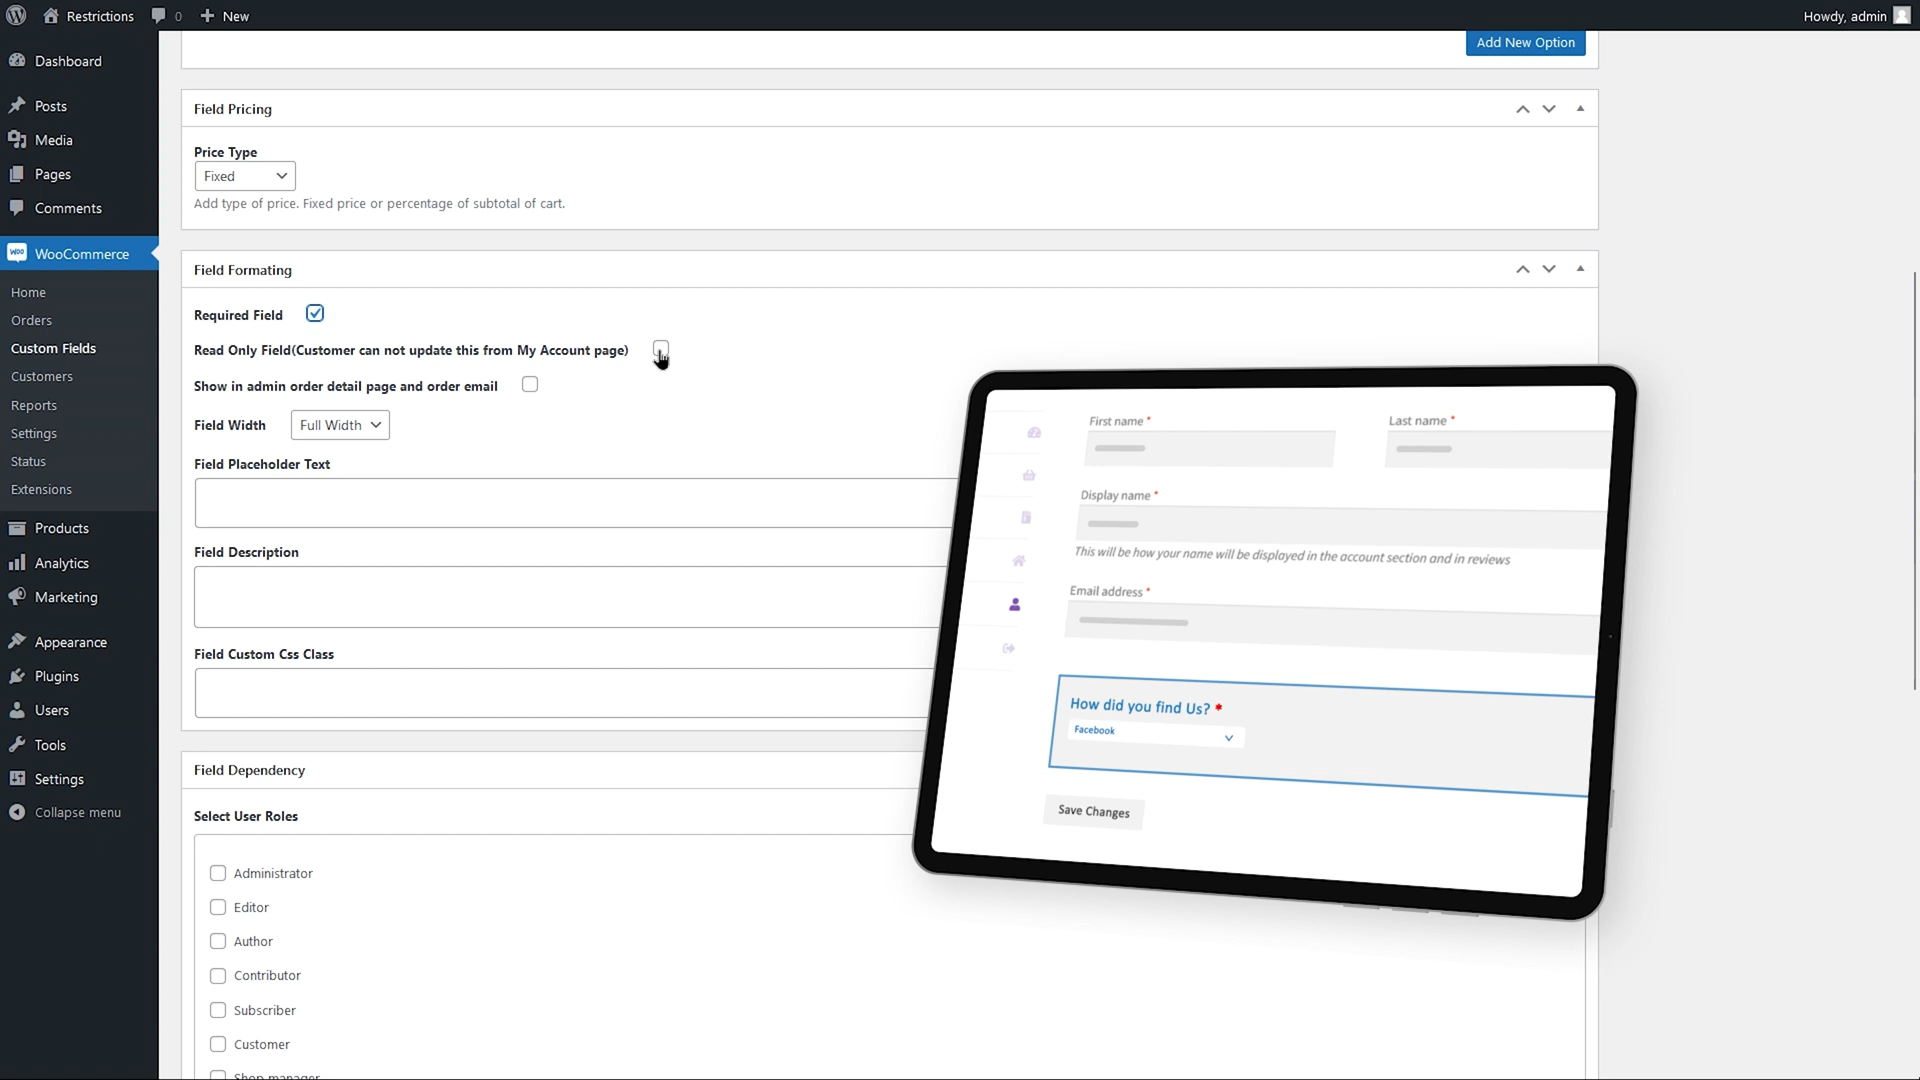 Restrictions
0
New
Howdy, admin
Dashboard
Posts
Media
Pages
Comments
woo WooCommerce
Home
Orders
Custom Fields
Customers
Reports
Settings
Status
Extensions
Products
Analytics
Marketing
Appearance
Plugins
Users
Tools
Settings
Collapse menu
Add New Option
Field Pricing
Price Type
Fixed
Add type of price. Fixed price or percentage of subtotal of cart.
Field Formating
Required Field
Read Only Field(Customer can not update this from My Account page)
Show in admin order detail page and order email
Field Width
Full Width
Field Placeholder Text
Field Description
Field Custom Css Class
Field Dependency
Select User Roles
Administrator
Editor
Author
Contributor
Subscriber
Customer
Shop manager
First name *
Last name *
Display name *
This will be how your name will be displayed in the account section and in reviews
Email address *
How did you find Us? *
Facebook
Save Changes